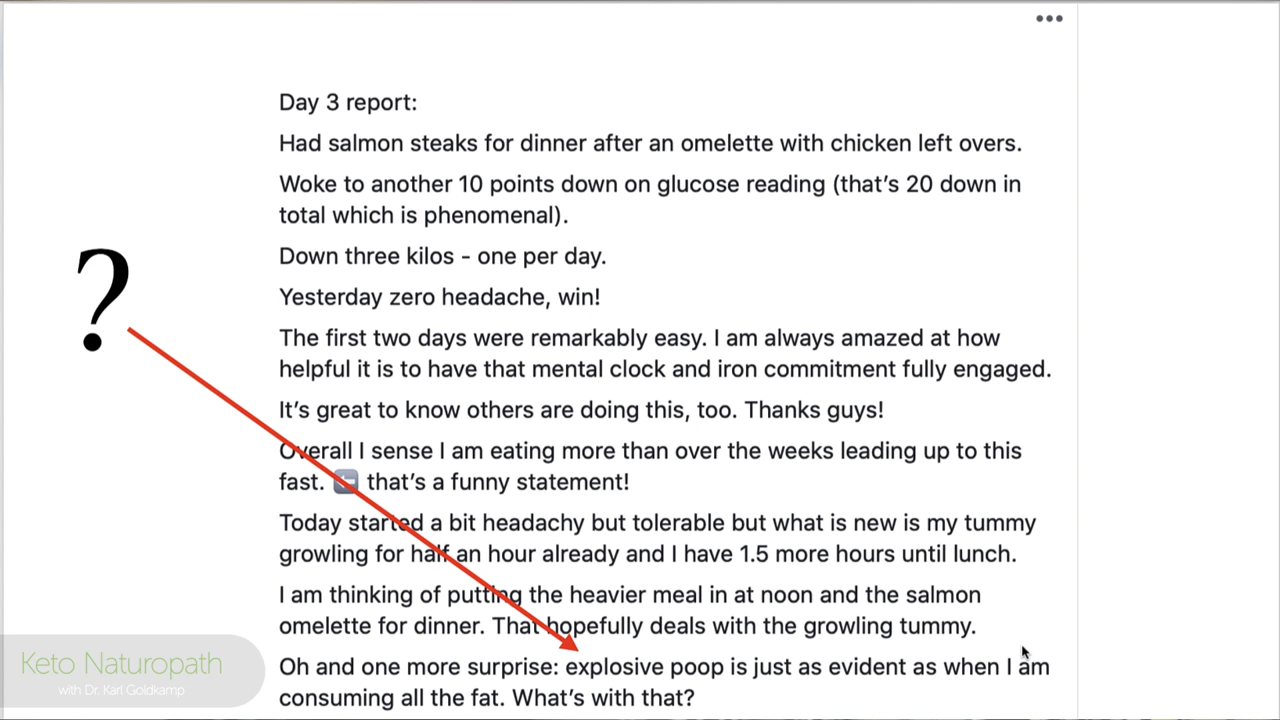 Day 3 report:
Had salmon steaks for dinner after an omelette with chicken left overs.
Woke to another 10 points down on glucose reading (that’s 20 down in
total which is phenomenal).
Down three kilos - one per day.
Yesterday zero headache, win!
The first two days were remarkably easy. I am always amazed at how
helpful it is to have that mental clock and iron commitment fully engaged.
It’s great to know others are doing this, too. Thanks guys!
Overall I sense I am eating more than over the weeks leading up to this
fast. ⬅️ that’s a funny statement!
Today started a bit headachy but tolerable but what is new is my tummy
growling for half an hour already and I have 1.5 more hours until lunch.
I am thinking of putting the heavier meal in at noon and the salmon
omelette for dinner. That hopefully deals with the growling tummy.
Oh and one more surprise: explosive poop is just as evident as when I am
consuming all the fat. What’s with that?
?
Keto Naturopath
with Dr. Karl Goldkamp